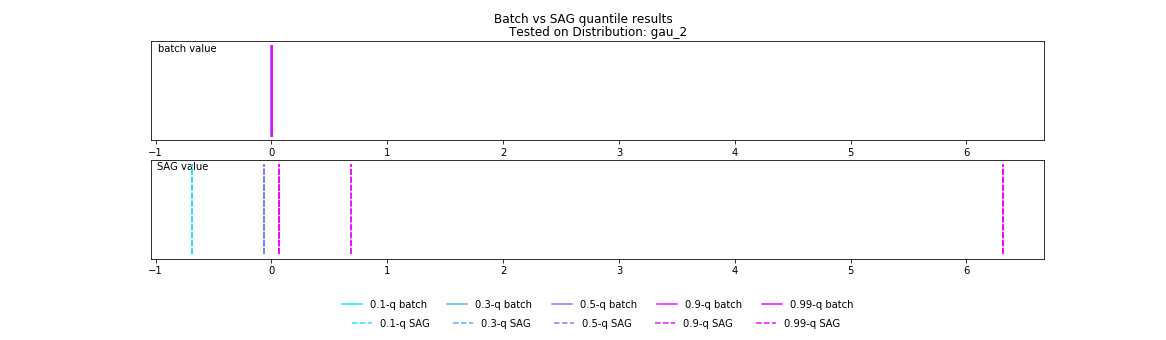 Batch vs SAG quantile results
Tested on Distribution: gau_2
batch value
−1 0 1 2 3 4 5 6
SAG value
−1 0 1 2 3 4 5 6
0.1-q batch 0.3-q batch 0.5-q batch 0.9-q batch 0.99-q batch
0.1-q SAG 0.3-q SAG 0.5-q SAG 0.9-q SAG 0.99-q SAG